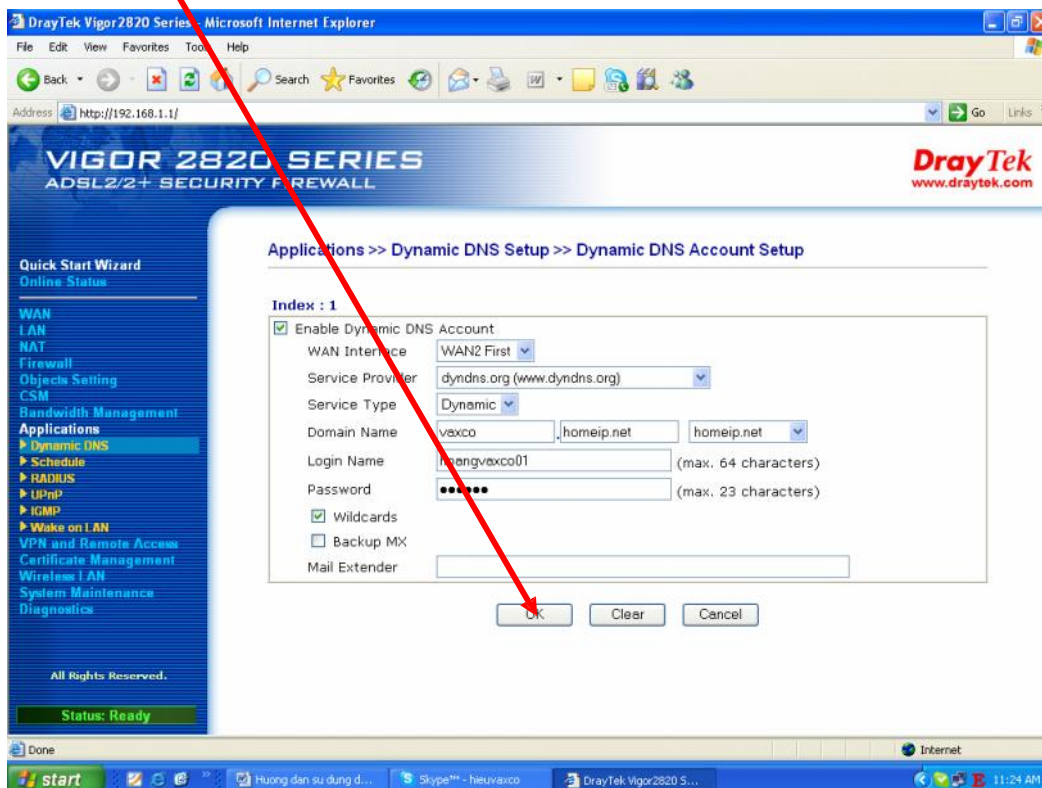 DrayTek Vigor2820 Series - Microsoft Internet Explorer
File Edit View Favorites Tools Help
Back Search Favorites
Address http://192.168.1.1/ Go Links
VIGOR 2820 SERIES
ADSL2/2+ SECURITY FIREWALL
DrayTek
www.draytek.com
Applications >> Dynamic DNS Setup >> Dynamic DNS Account Setup
Quick Start Wizard
Online Status
WAN
LAN
NAT
Firewall
Objects Setting
CSM
Bandwidth Management
Applications
Dynamic DNS
Schedule
RADIUS
UPnP
IGMP
Wake on LAN
VPN and Remote Access
Certificate Management
Wireless LAN
System Maintenance
Diagnostics
All Rights Reserved.
Status: Ready
Index : 1
Enable Dynamic DNS Account
WAN Interface WAN2 First
Service Provider dyndns.org (www.dyndns.org)
Service Type Dynamic
Domain Name vaxco .homeip.net homeip.net
Login Name hoangvaxco01 (max. 64 characters)
Password ●●●●●● (max. 23 characters)
Wildcards
Backup MX
Mail Extender
OK Clear Cancel
Done Internet
start Huong dan su dung d... Skype™ - hieuvaxco DrayTek Vigor2820 S... 11:24 AM